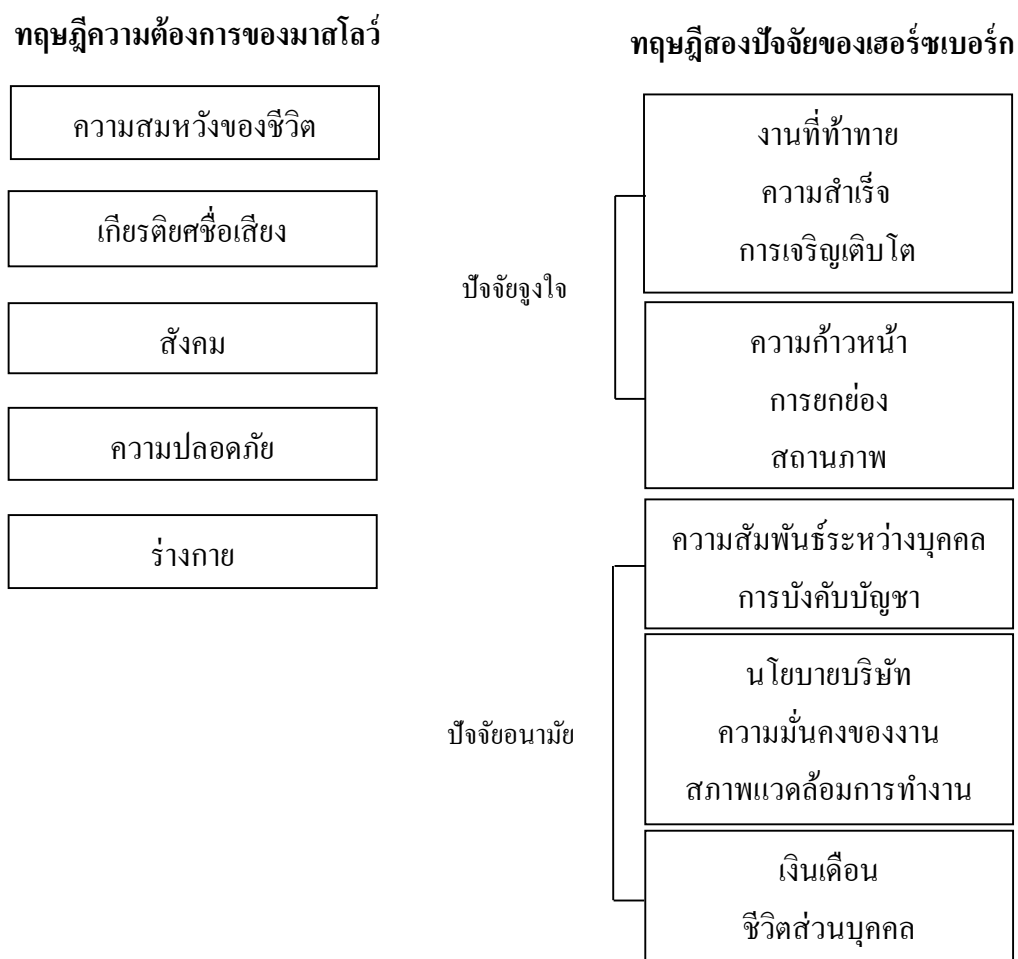 ทฤษฎีความต้องการของมาสโลว์
ความสมหวังของชีวิต
เกียรติยศชื่อเสียง
สังคม
ความปลอดภัย
ร่างกาย
ทฤษฎีสองปัจจัยของเฮอร์ซเบอร์ก
ปัจจัยจูงใจ
งานที่ท้าทาย
ความสำเร็จ
การเจริญเติบโต
ความก้าวหน้า
การยกย่อง
สถานภาพ
ปัจจัยอนามัย
ความสัมพันธ์ระหว่างบุคคล
การบังคับบัญชา
นโยบายบริษัท
ความมั่นคงของงาน
สภาพแวดล้อมการทำงาน
เงินเดือน
ชีวิตส่วนบุคคล